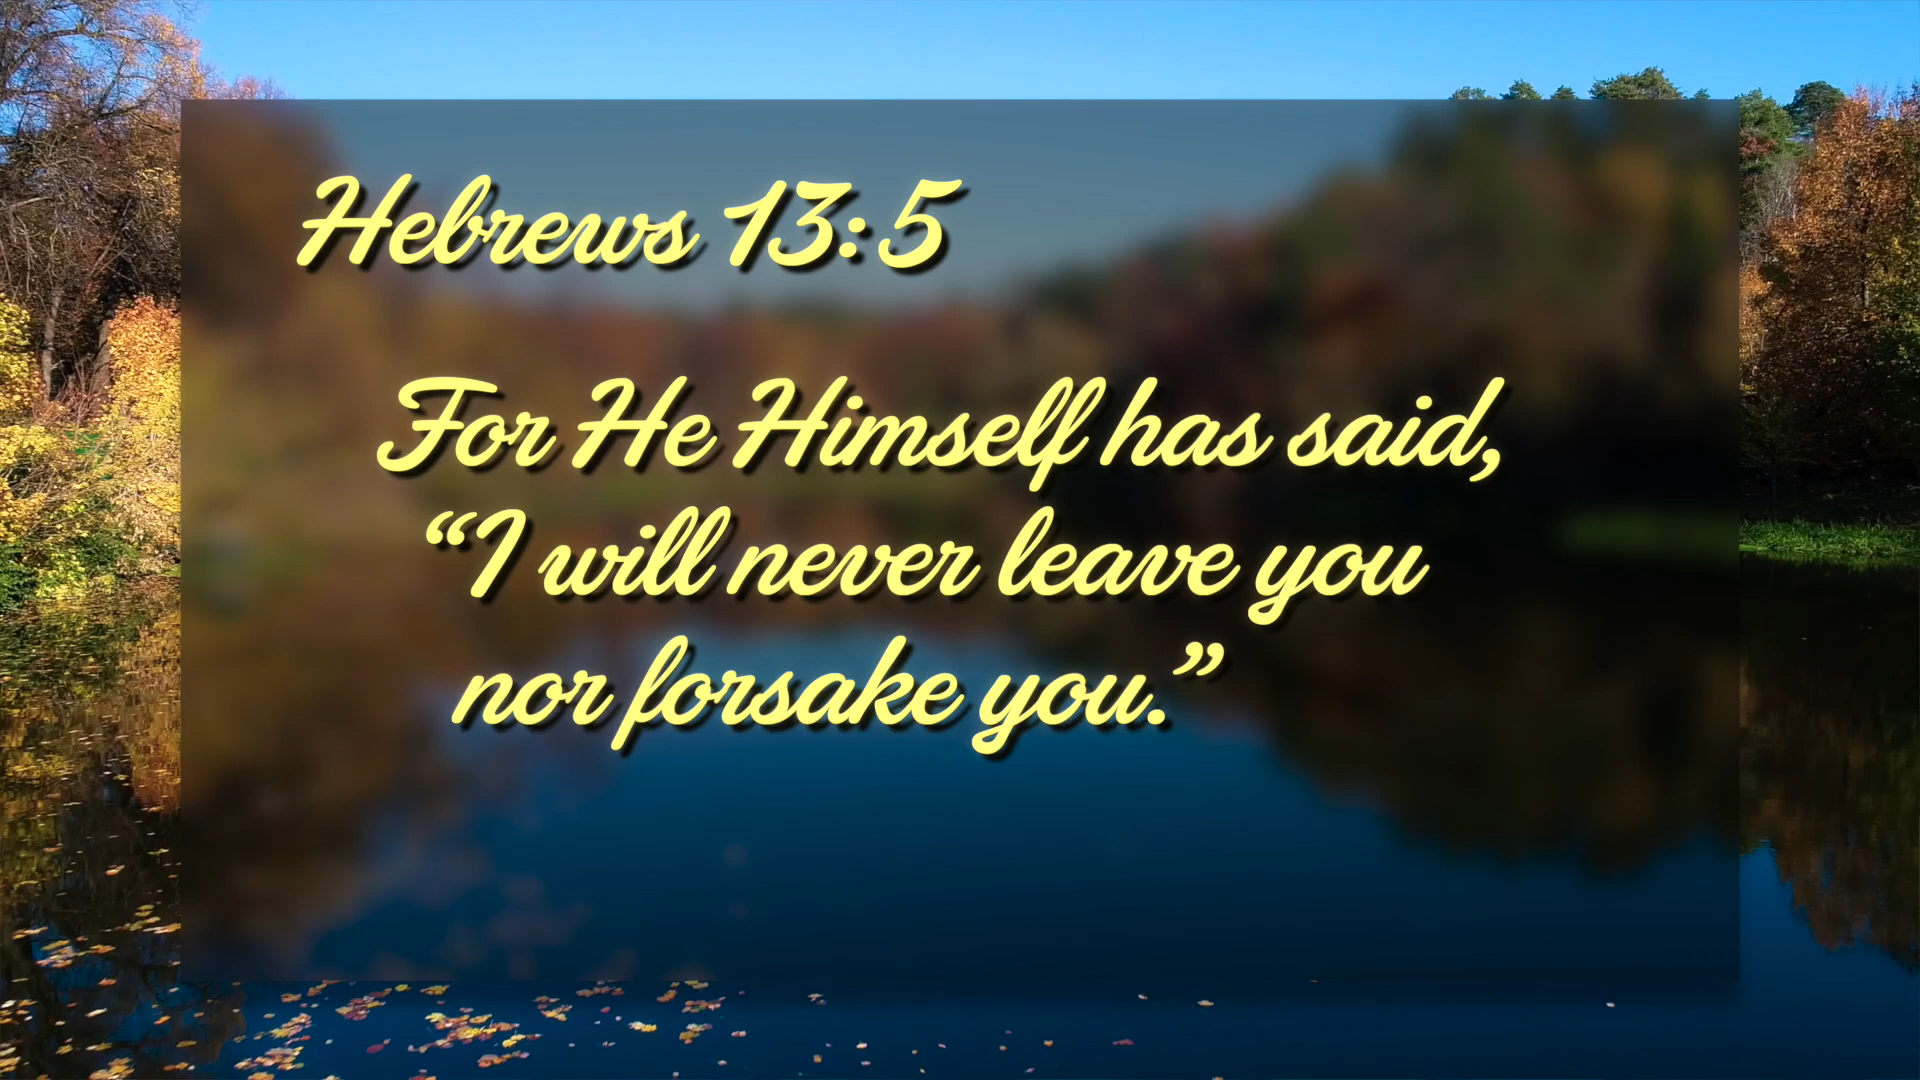 Hebrews 13:5
For He Himself has said,
“I will never leave you
nor forsake you.”